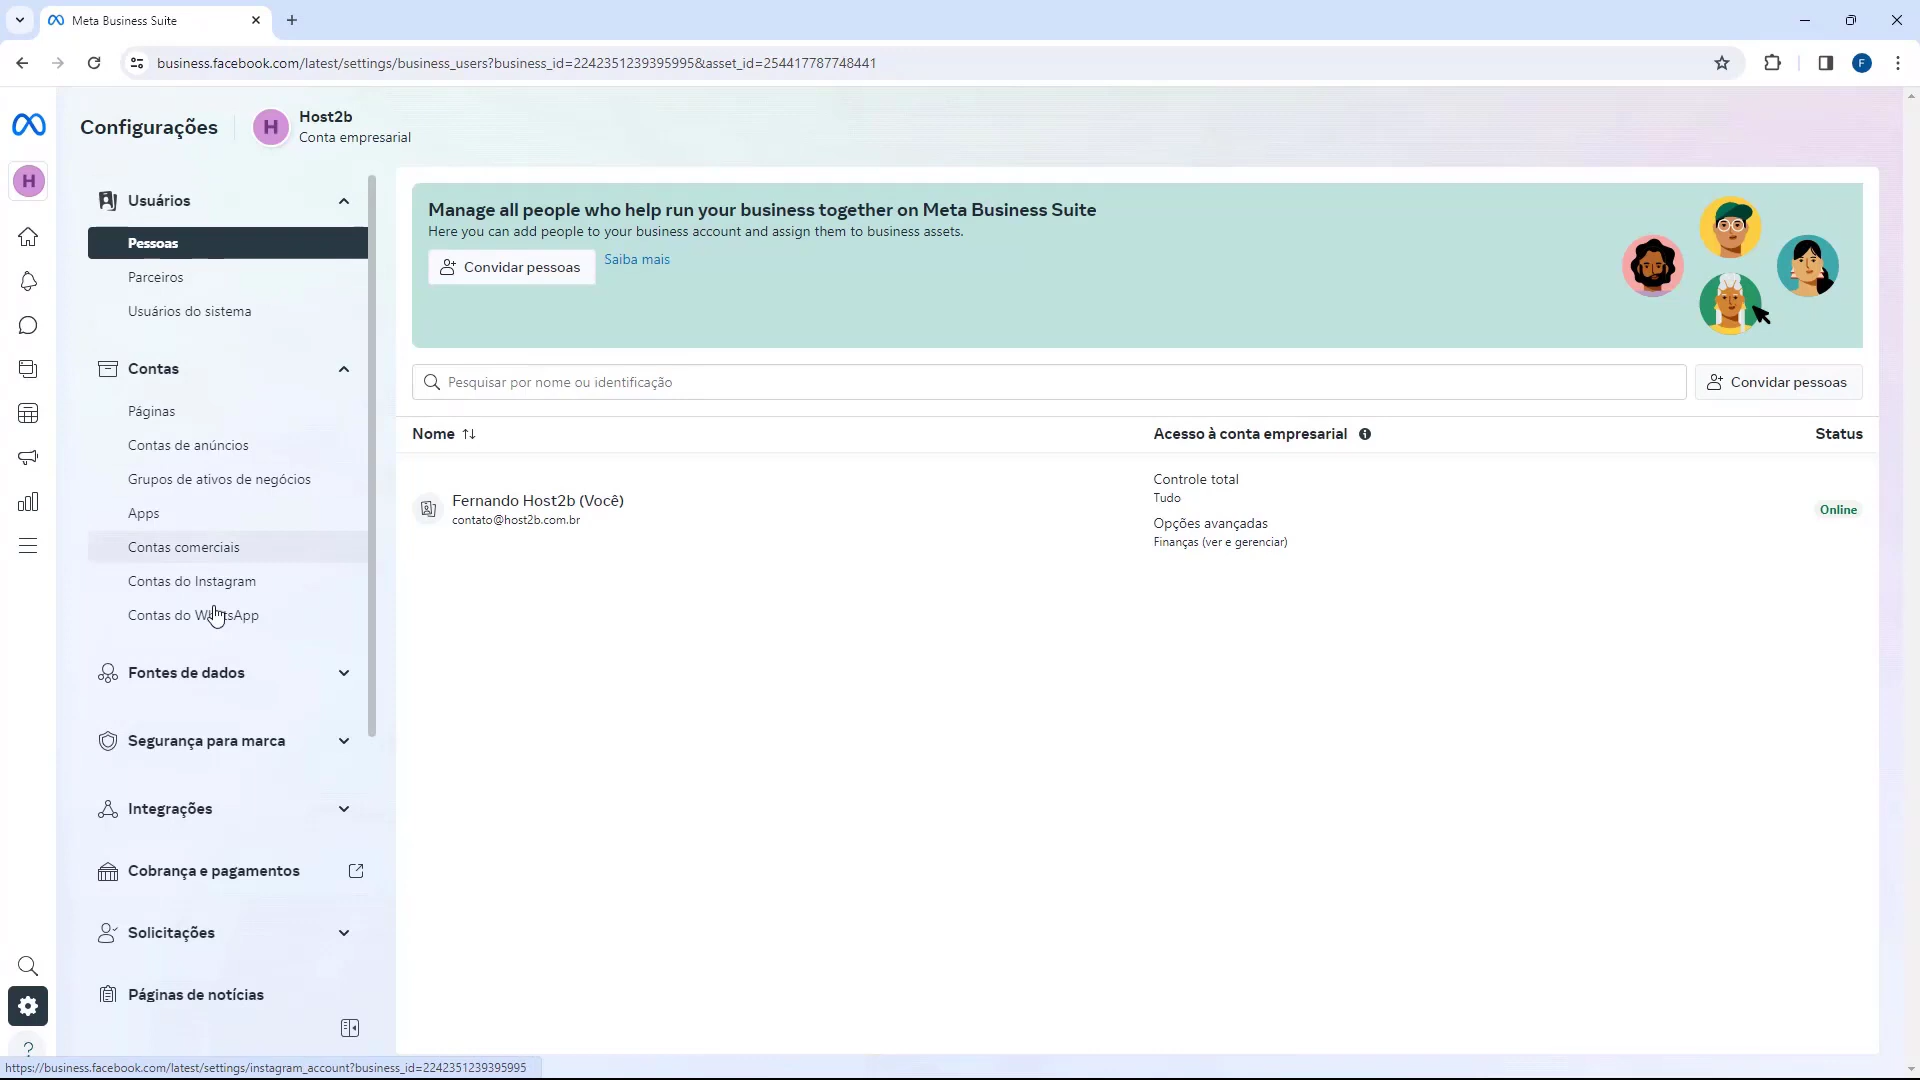 Meta Business Suite
business.facebook.com/latest/settings/business_users?business_id=2242351239395995&asset_id=254417787748441
F
Configurações
H
Host2b
Conta empresarial
H
Usuários
Pessoas
Parceiros
Usuários do sistema
Contas
Páginas
Contas de anúncios
Grupos de ativos de negócios
Apps
Contas comerciais
Contas do Instagram
Contas do WhatsApp
Fontes de dados
Segurança para marca
Integrações
Cobrança e pagamentos
Solicitações
Páginas de notícias
Manage all people who help run your business together on Meta Business Suite
Here you can add people to your business account and assign them to business assets.
Convidar pessoas
Saiba mais
Pesquisar por nome ou identificação
Convidar pessoas
Nome
Acesso à conta empresarial
Status
Fernando Host2b (Você)
contato@host2b.com.br
Controle total
Tudo
Opções avançadas
Finanças (ver e gerenciar)
Online
https://business.facebook.com/latest/settings/instagram_account?business_id=2242351239395995